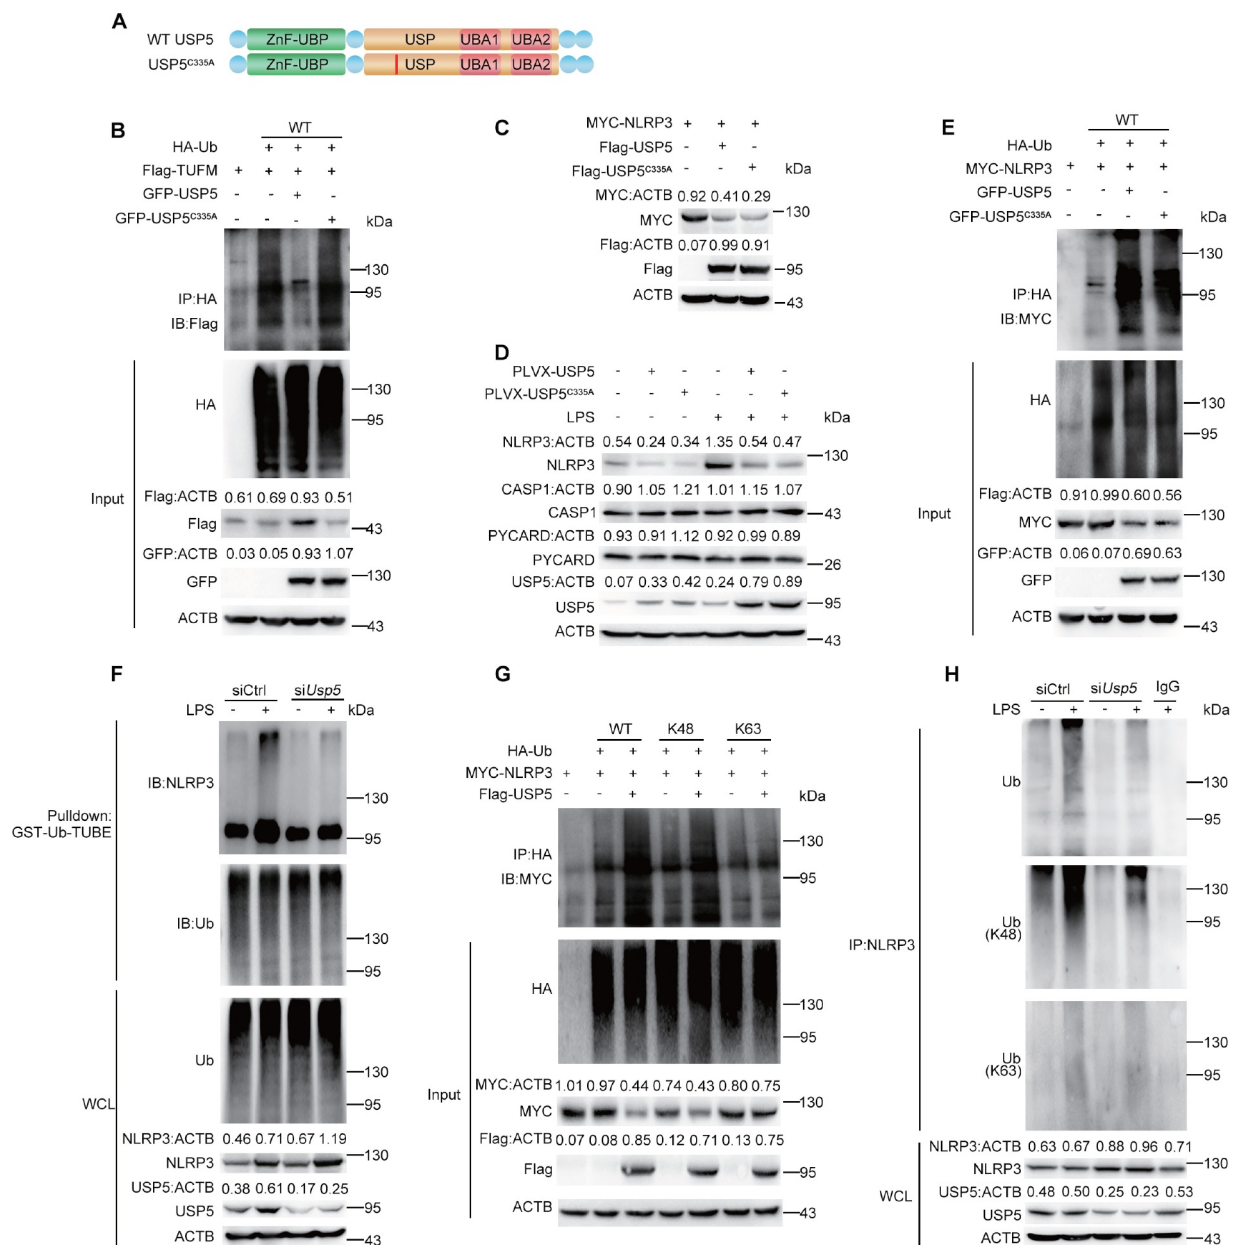 A
WT USP5 ZnF-UBP USP UBA1 UBA2
USP5C335A ZnF-UBP USP UBA1 UBA2
B
WT
HA-Ub + + +
Flag-TUFM + + + +
GFP-USP5 - - + -
GFP-USP5C335A - - - +
kDa
IP:HA
IB:Flag
130
95
Input
HA
130
95
Flag:ACTB 0.61 0.69 0.93 0.51
Flag 43
GFP:ACTB 0.03 0.05 0.93 1.07
GFP 130
ACTB 43
C
MYC-NLRP3 + + +
Flag-USP5 - + -
Flag-USP5C335A - - +
kDa
MYC:ACTB 0.92 0.41 0.29
MYC 130
Flag:ACTB 0.07 0.99 0.91
Flag 95
ACTB 43
D
PLVX-USP5 - + - - + -
PLVX-USP5C335A - - + - - +
LPS - - - + + + kDa
NLRP3:ACTB 0.54 0.24 0.34 1.35 0.54 0.47
NLRP3 130
CASP1:ACTB 0.90 1.05 1.21 1.01 1.15 1.07
CASP1 43
PYCARD:ACTB 0.93 0.91 1.12 0.92 0.99 0.89
PYCARD 26
USP5:ACTB 0.07 0.33 0.42 0.24 0.79 0.89
USP5 95
ACTB 43
E
WT
HA-Ub + + +
MYC-NLRP3 + + + +
GFP-USP5 - - + -
GFP-USP5C335A - - - +
kDa
IP:HA
IB:MYC
130
95
Input
HA
130
95
Flag:ACTB 0.91 0.99 0.60 0.56
MYC 130
GFP:ACTB 0.06 0.07 0.69 0.63
GFP 130
ACTB 43
F
siCtrl siUsp5
LPS - + - + kDa
Pulldown:
GST-Ub-TUBE
IB:NLRP3
130
95
IB:Ub
130
95
WCL
Ub
130
95
NLRP3:ACTB 0.46 0.71 0.67 1.19
NLRP3 130
USP5:ACTB 0.38 0.61 0.17 0.25
USP5 95
ACTB 43
G
WT K48 K63
HA-Ub + + + + + +
MYC-NLRP3 + + + + + + +
Flag-USP5 - - + - + - + kDa
IP:HA
IB:MYC
130
95
Input
HA
130
95
MYC:ACTB 1.01 0.97 0.44 0.74 0.43 0.80 0.75
MYC 130
Flag:ACTB 0.07 0.08 0.85 0.12 0.71 0.13 0.75
Flag 95
ACTB 43
H
siCtrl siUsp5 IgG
LPS - + - + + kDa
IP:NLRP3
Ub
130
95
Ub
(K48)
130
95
Ub
(K63)
130
95
WCL
NLRP3:ACTB 0.63 0.67 0.88 0.96 0.71
NLRP3 130
USP5:ACTB 0.48 0.50 0.25 0.23 0.53
USP5 95
ACTB 43